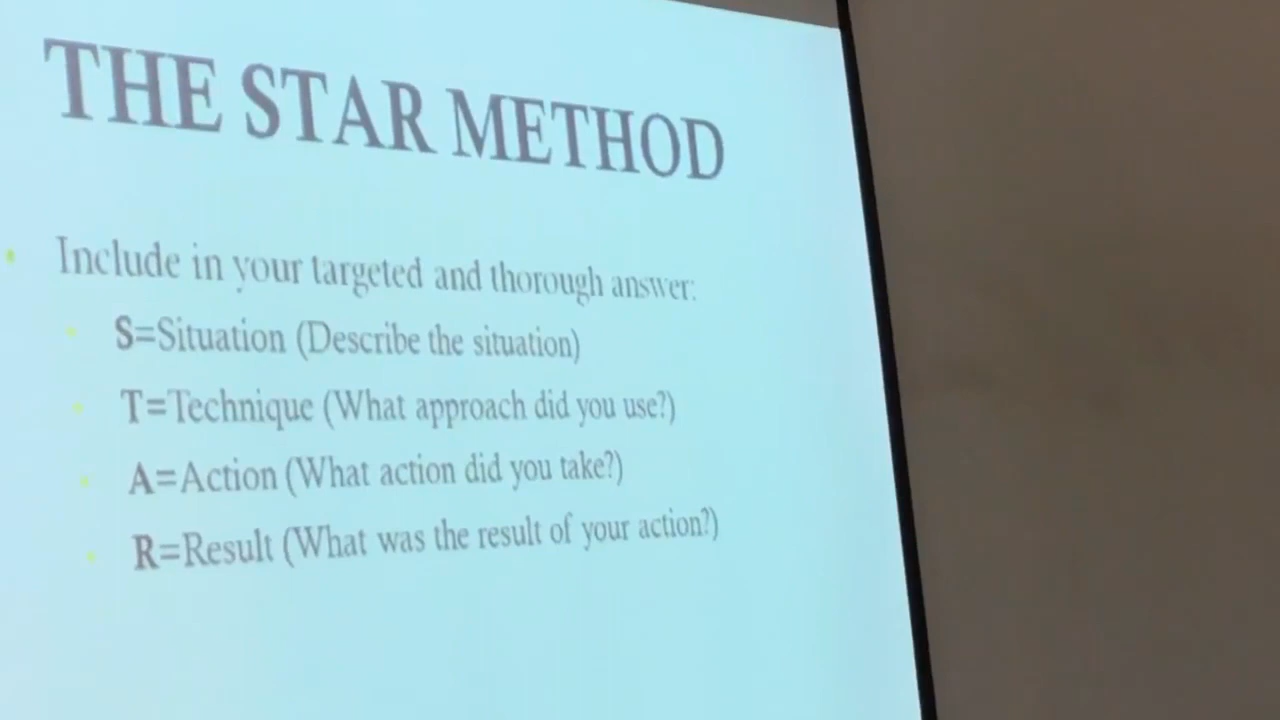 THE STAR METHOD
Include in your targeted and thorough answer:
S=Situation (Describe the situation)
T=Technique (What approach did you use?)
A=Action (What action did you take?)
R=Result (What was the result of your action?)